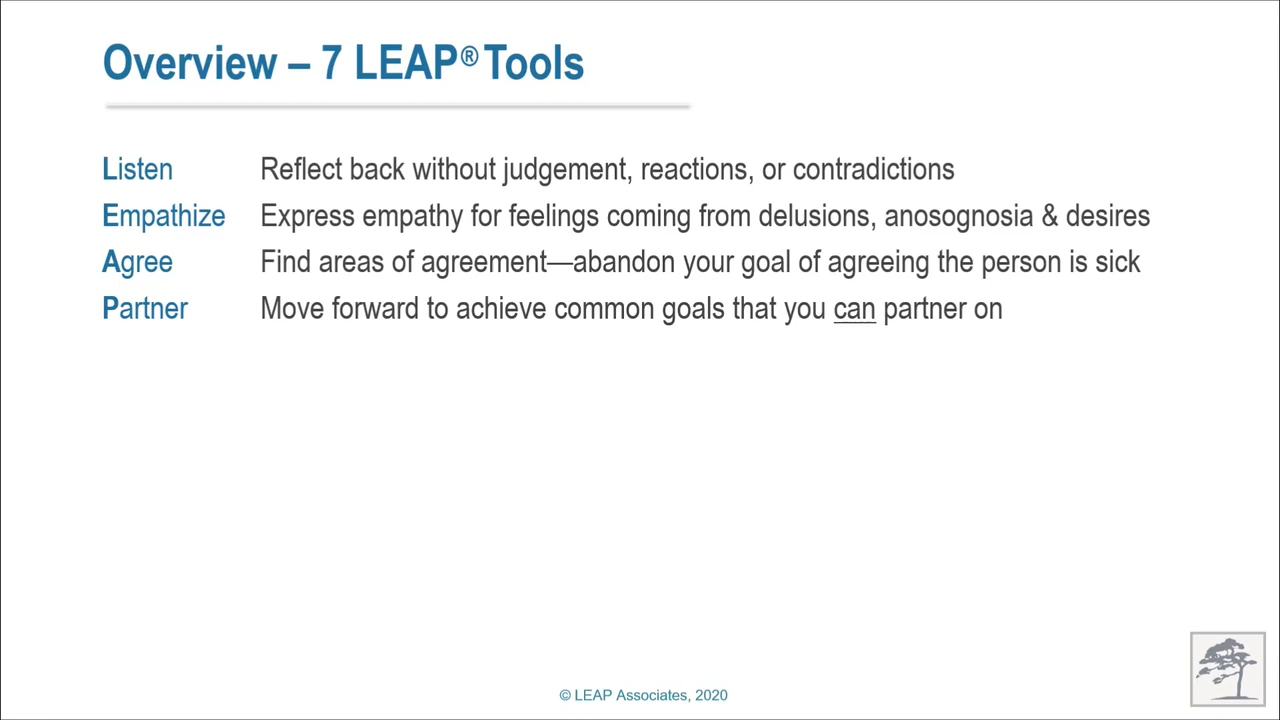 Overview – 7 LEAP® Tools
Listen Reflect back without judgement, reactions, or contradictions
Empathize Express empathy for feelings coming from delusions, anosognosia & desires
Agree Find areas of agreement—abandon your goal of agreeing the person is sick
Partner Move forward to achieve common goals that you can partner on
© LEAP Associates, 2020